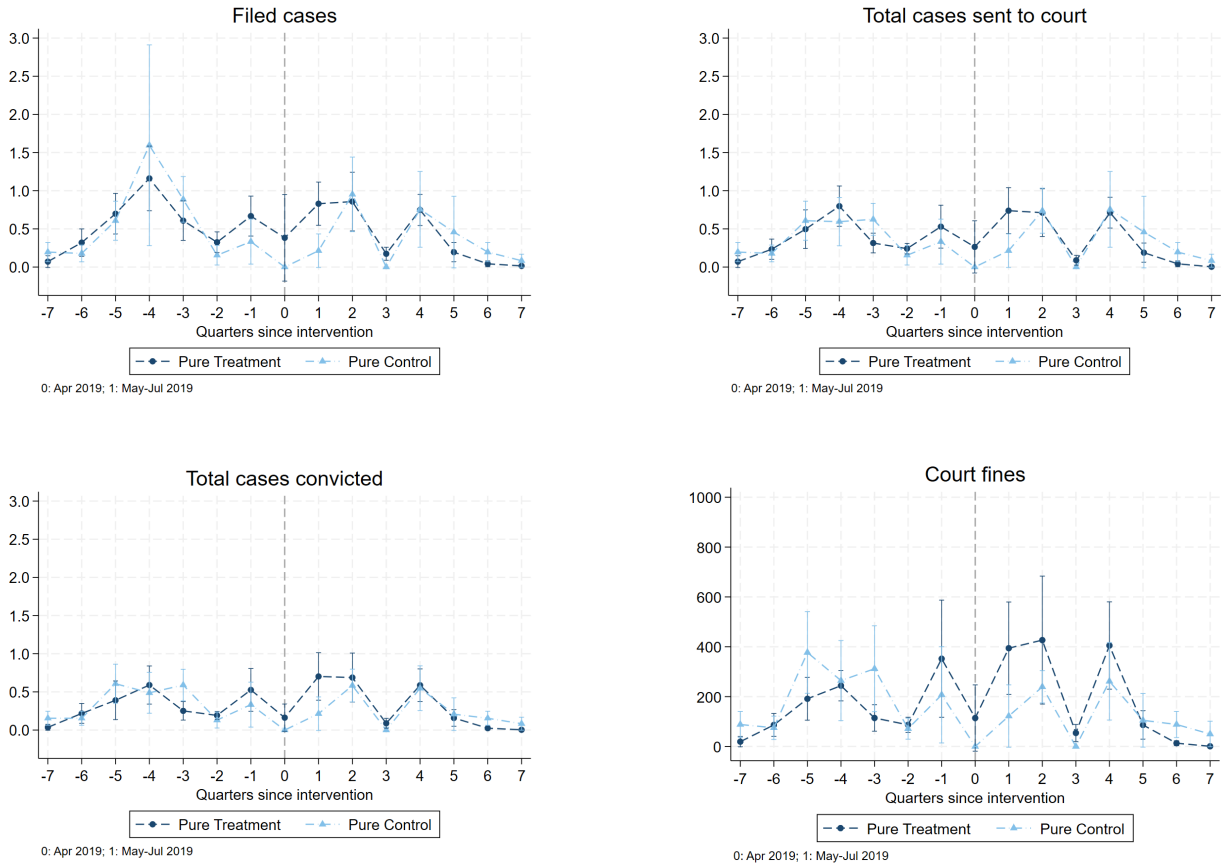 Filed cases
3.0
2.5
2.0
1.5
1.0
0.5
0.0
-7 -6 -5 -4 -3 -2 -1 0 1 2 3 4 5 6 7
Quarters since intervention
Pure Treatment Pure Control
0: Apr 2019; 1: May-Jul 2019
Total cases sent to court
3.0
2.5
2.0
1.5
1.0
0.5
0.0
-7 -6 -5 -4 -3 -2 -1 0 1 2 3 4 5 6 7
Quarters since intervention
Pure Treatment Pure Control
0: Apr 2019; 1: May-Jul 2019
Total cases convicted
3.0
2.5
2.0
1.5
1.0
0.5
0.0
-7 -6 -5 -4 -3 -2 -1 0 1 2 3 4 5 6 7
Quarters since intervention
Pure Treatment Pure Control
0: Apr 2019; 1: May-Jul 2019
Court fines
1000
800
600
400
200
0
-7 -6 -5 -4 -3 -2 -1 0 1 2 3 4 5 6 7
Quarters since intervention
Pure Treatment Pure Control
0: Apr 2019; 1: May-Jul 2019